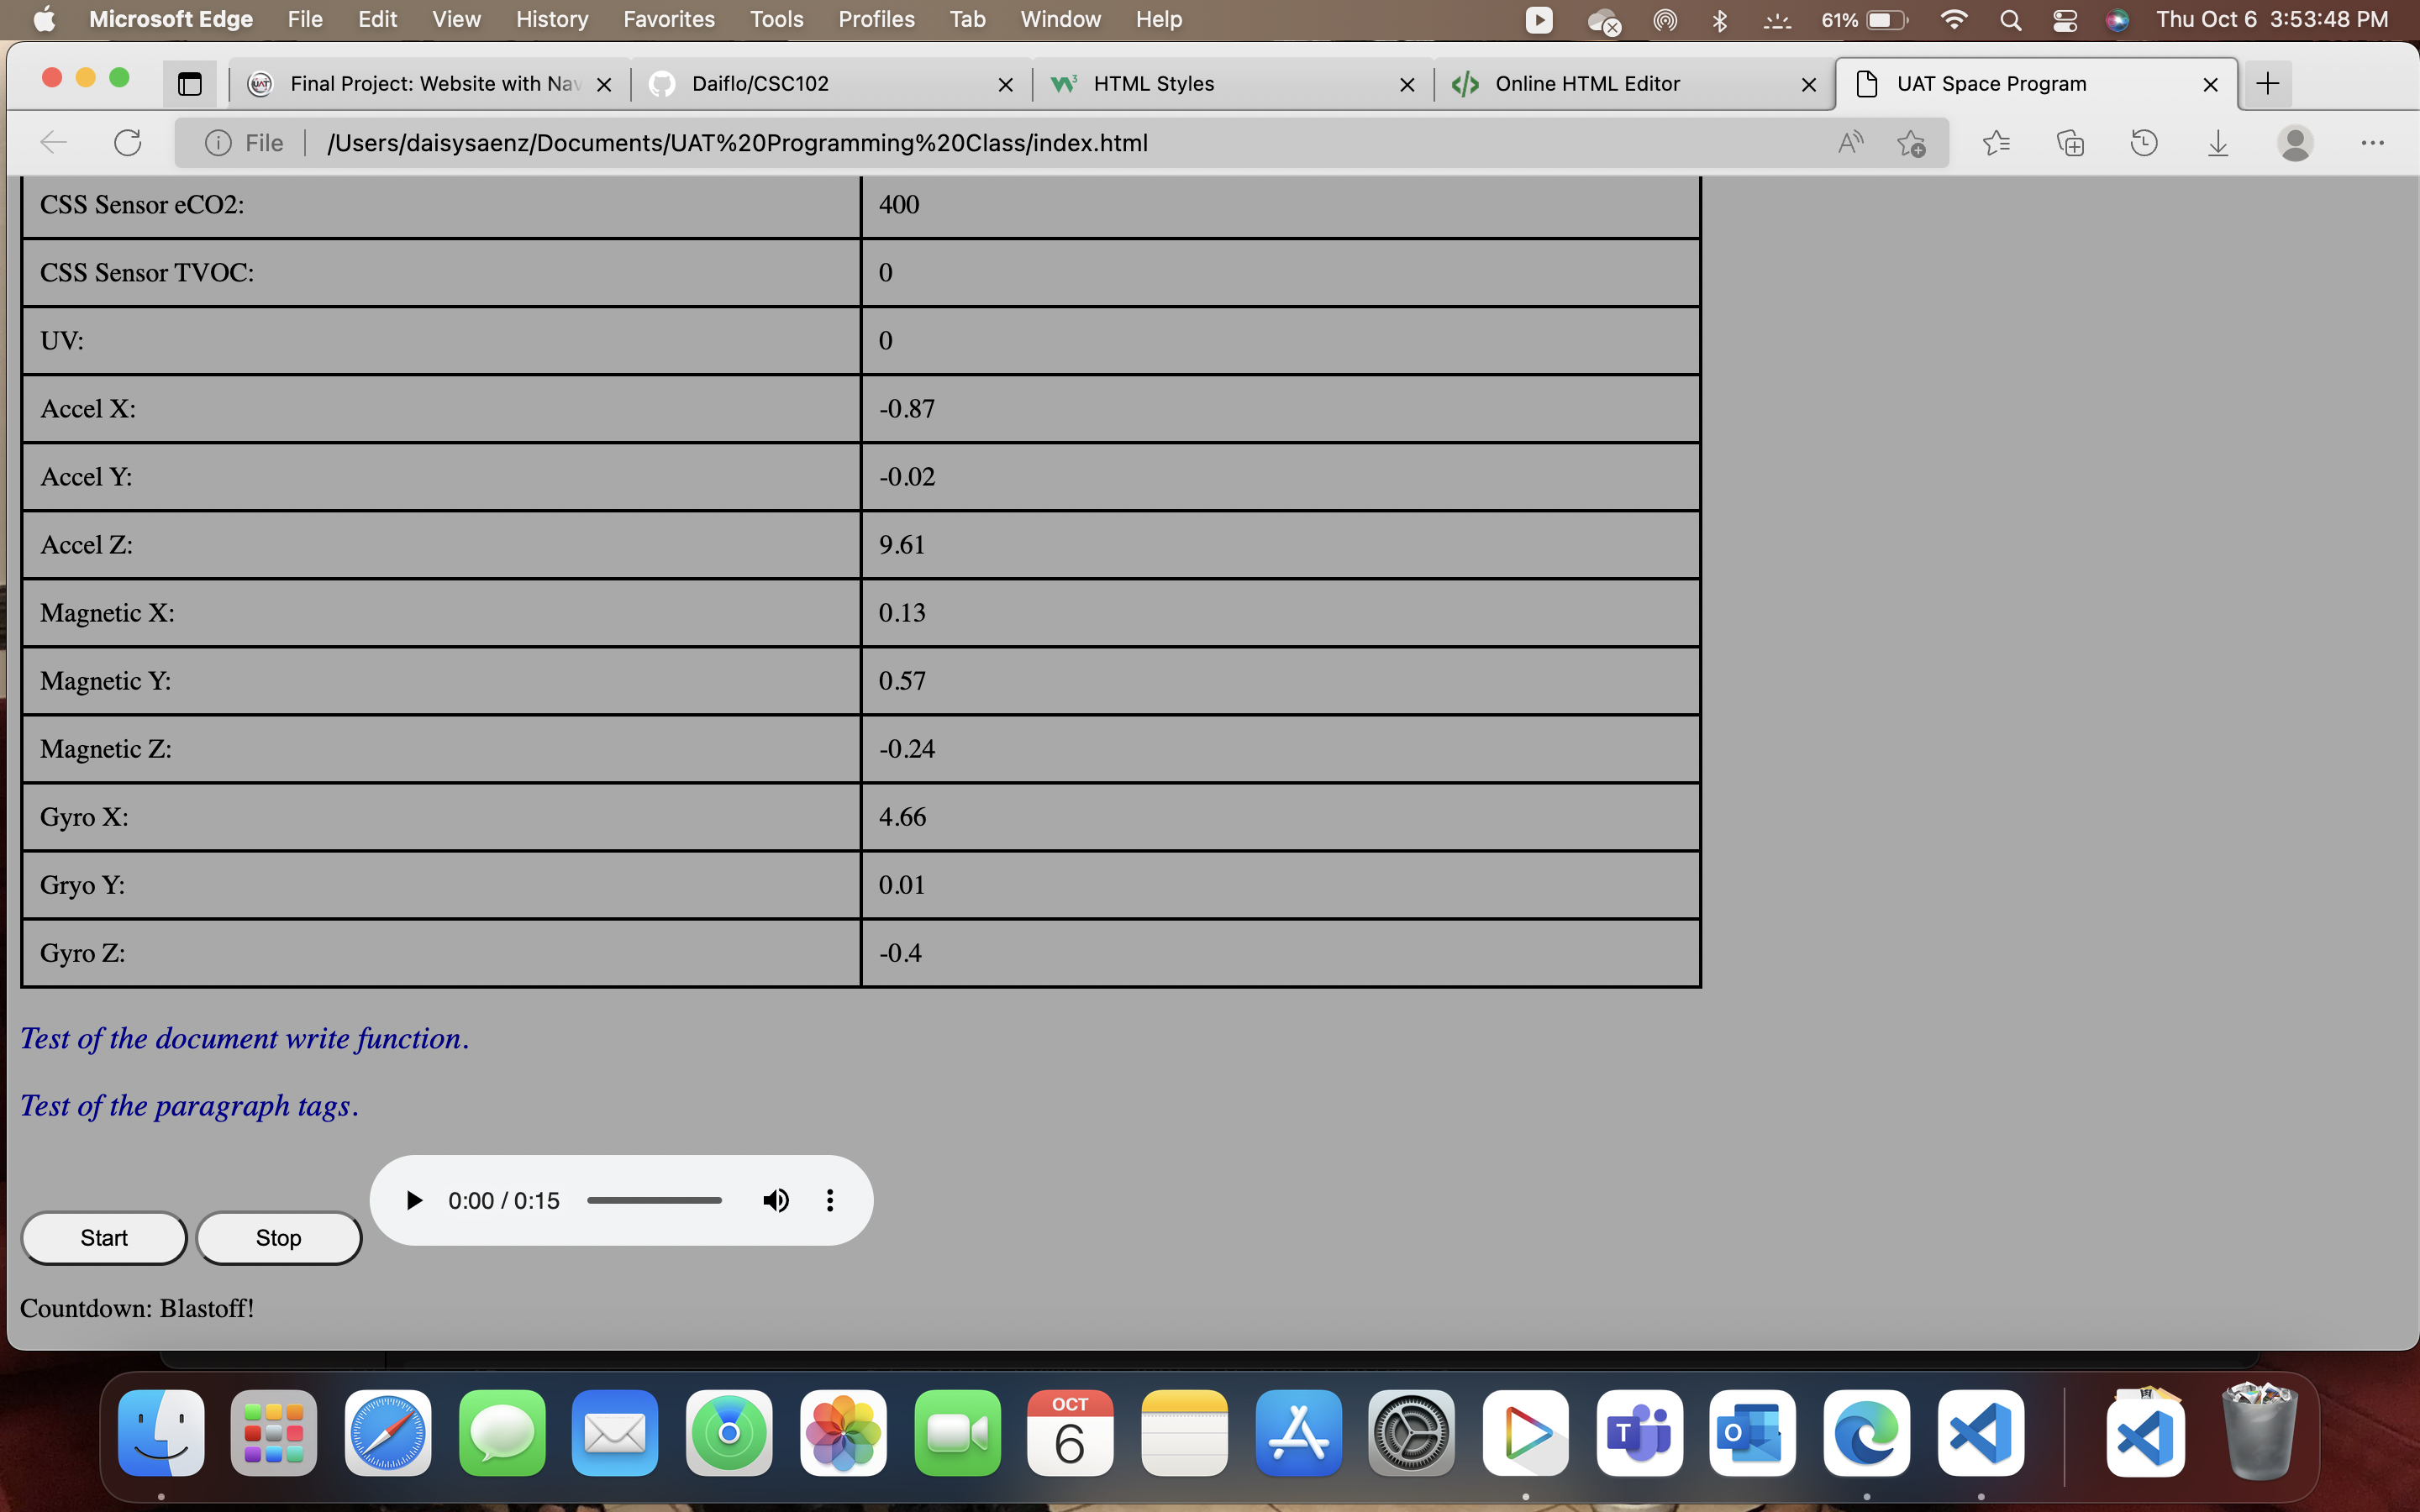 Microsoft Edge File Edit View History Favorites Tools Profiles Tab Window Help 61% Thu Oct 6 3:53:48 PM
UAT Final Project: Website with Nav Daiflo/CSC102 HTML Styles Online HTML Editor UAT Space Program
File /Users/daisysaenz/Documents/UAT%20Programming%20Class/index.html
CSS Sensor eCO2: 400
CSS Sensor TVOC: 0
UV: 0
Accel X: -0.87
Accel Y: -0.02
Accel Z: 9.61
Magnetic X: 0.13
Magnetic Y: 0.57
Magnetic Z: -0.24
Gyro X: 4.66
Gryo Y: 0.01
Gyro Z: -0.4
Test of the document write function.
Test of the paragraph tags.
0:00 / 0:15
Start Stop
Countdown: Blastoff!
OCT
6